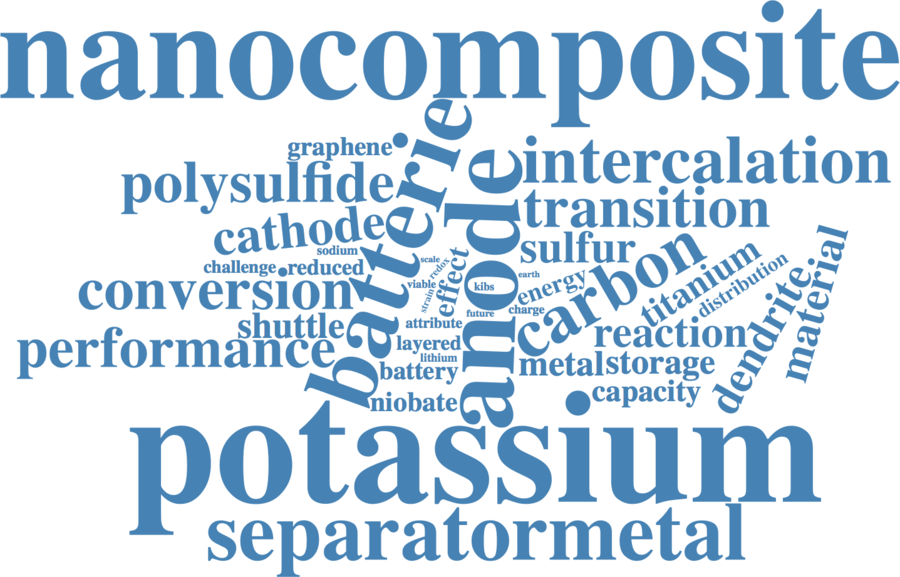 nanocomposite
batterie
graphene
intercalation
polysulfide
anode
transition
cathode
sulfur
sodium
carbon
material
challenge
reduced
scale
redox
effect
earth
energy
titanium
distribution
dendrite
conversion
viable
strain
kibs
charge
future
shuttle
attribute
reaction
performance
layered
lithium
battery
metal
storage
niobate
capacity
potassium
separatormetal